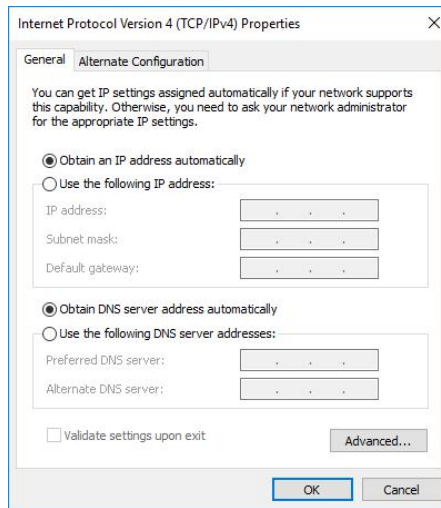 Internet Protocol Version 4 (TCP/IPv4) Properties
General
Alternate Configuration
You can get IP settings assigned automatically if your network supports
this capability. Otherwise, you need to ask your network administrator
for the appropriate IP settings.
Obtain an IP address automatically
Use the following IP address:
IP address:
Subnet mask:
Default gateway:
Obtain DNS server address automatically
Use the following DNS server addresses:
Preferred DNS server:
Alternate DNS server:
Validate settings upon exit
Advanced...
OK
Cancel